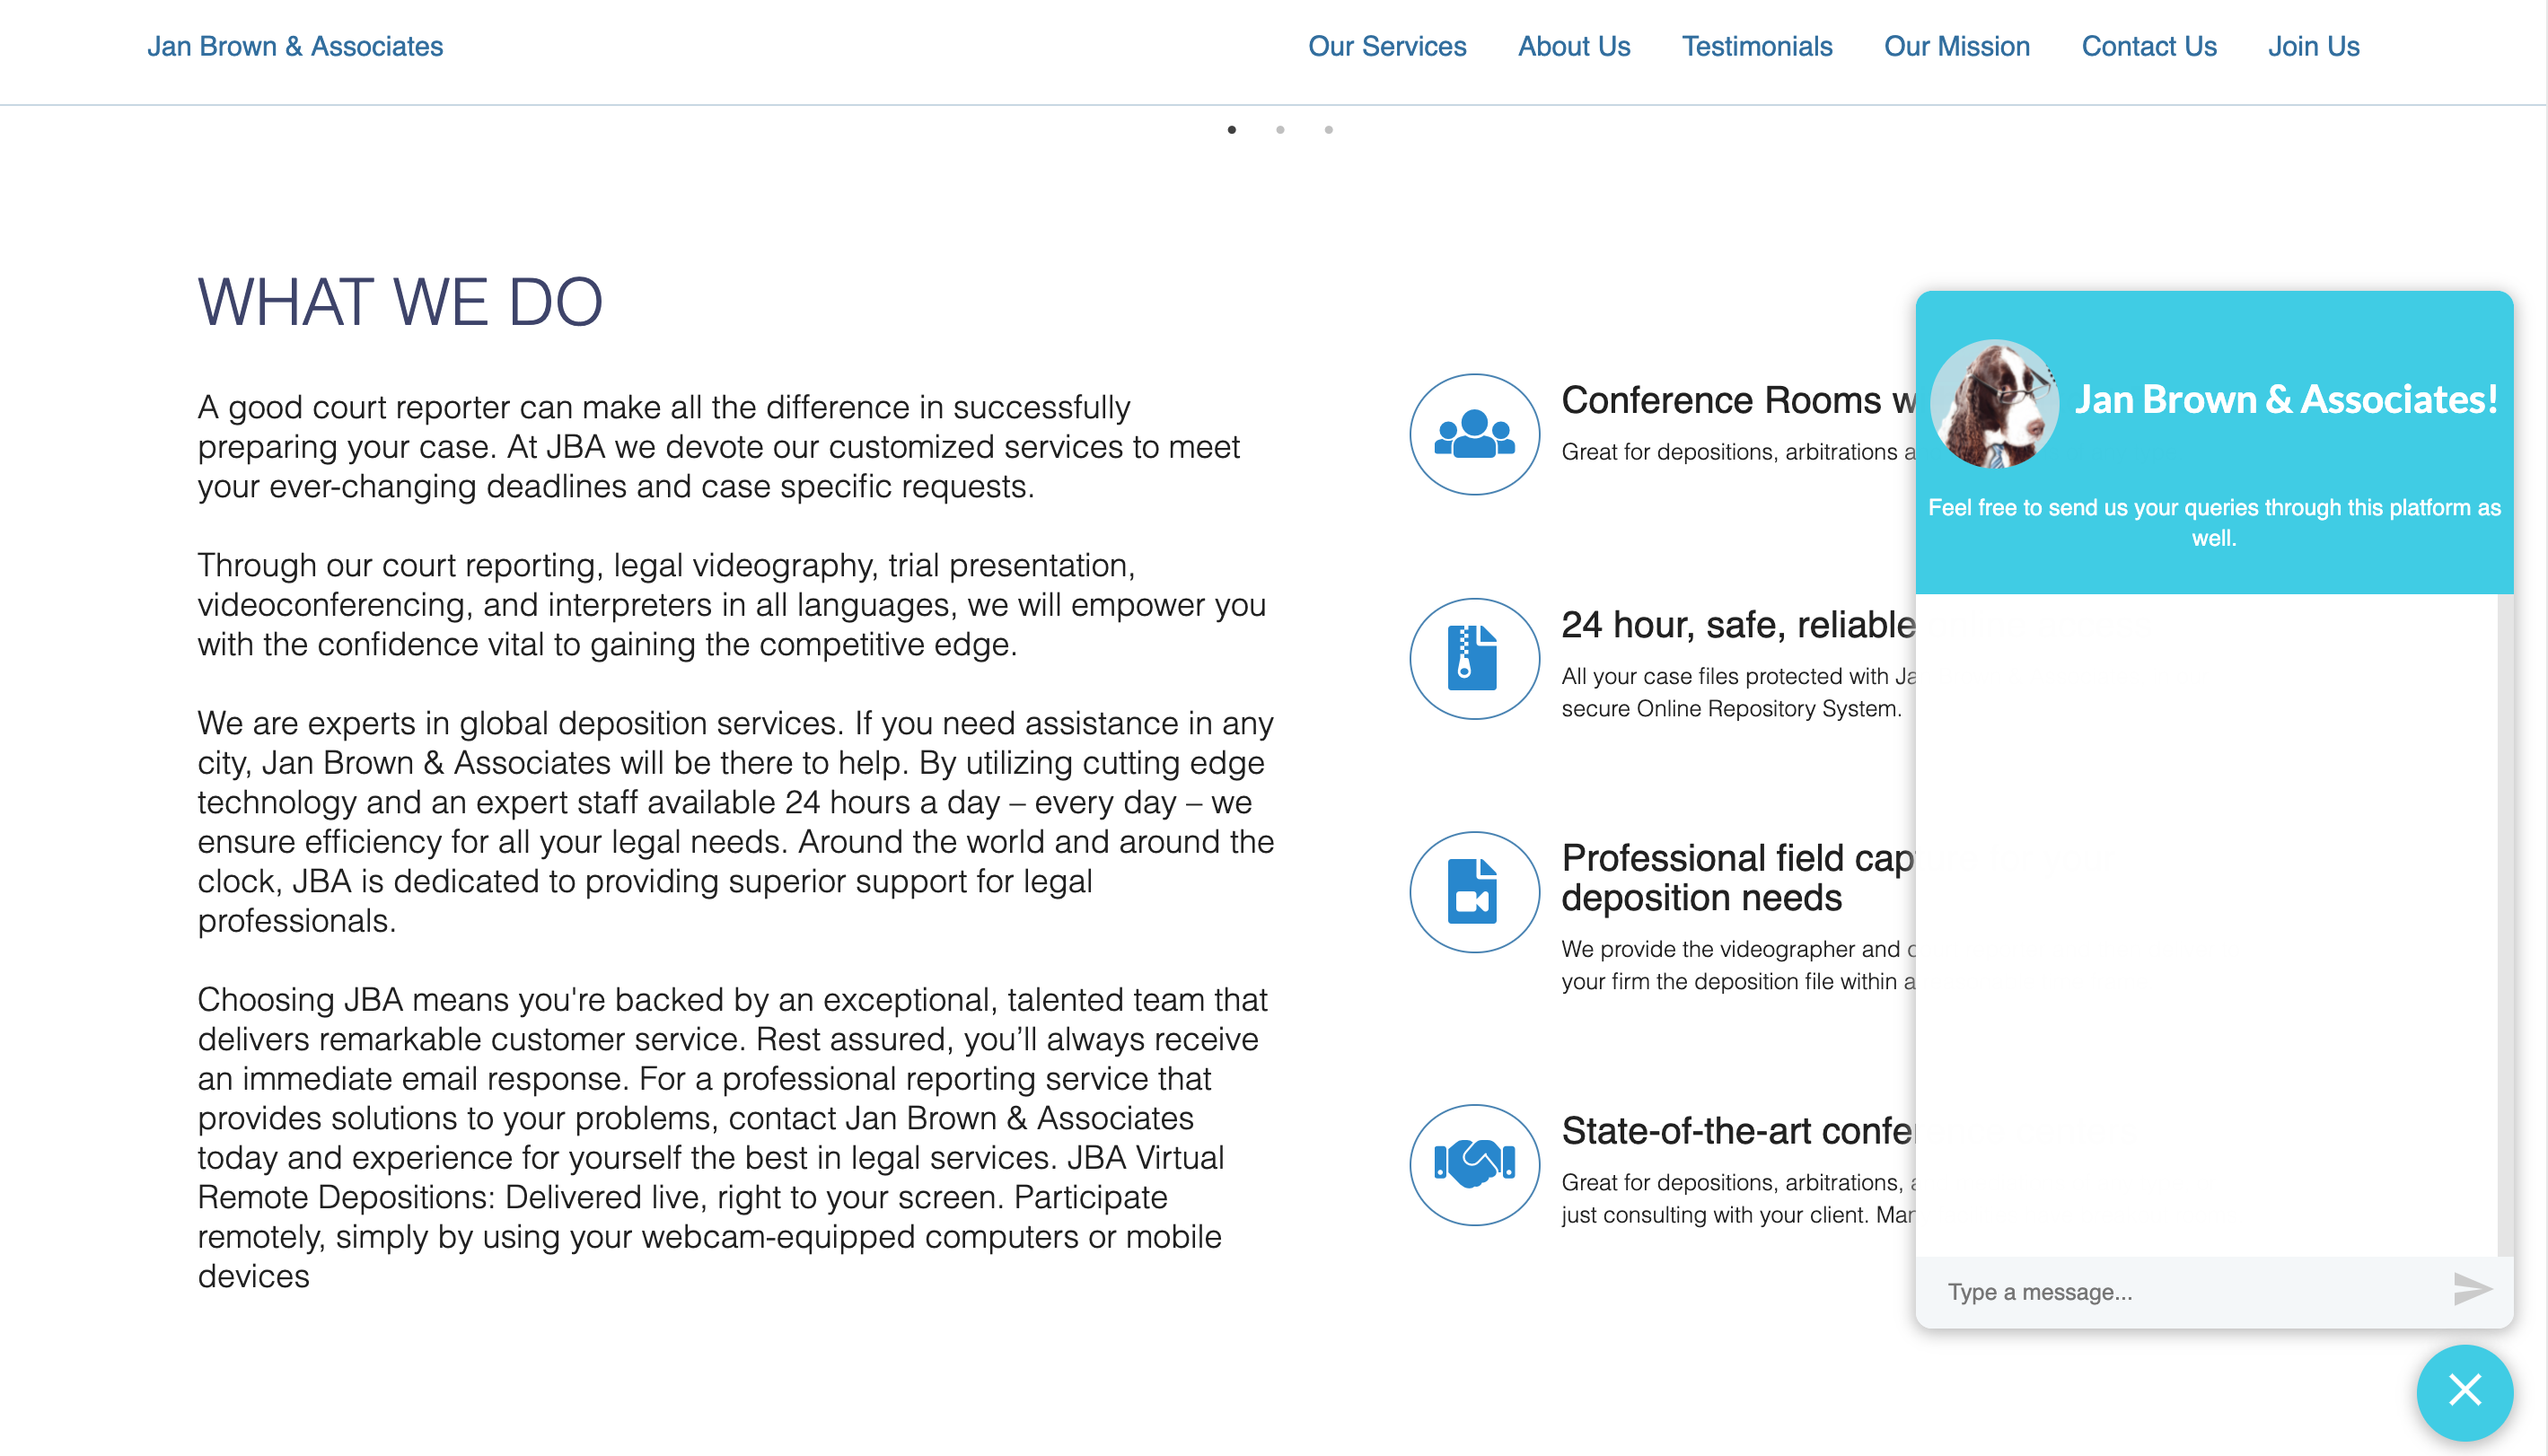 Jan Brown & Associates
Our Services
About Us
Testimonials
Our Mission
Contact Us
Join Us
WHAT WE DO
A good court reporter can make all the difference in successfully
preparing your case. At JBA we devote our customized services to meet
your ever-changing deadlines and case specific requests.
Through our court reporting, legal videography, trial presentation,
videoconferencing, and interpreters in all languages, we will empower you
with the confidence vital to gaining the competitive edge.
We are experts in global deposition services. If you need assistance in any
city, Jan Brown & Associates will be there to help. By utilizing cutting edge
technology and an expert staff available 24 hours a day – every day – we
ensure efficiency for all your legal needs. Around the world and around the
clock, JBA is dedicated to providing superior support for legal
professionals.
Choosing JBA means you're backed by an exceptional, talented team that
delivers remarkable customer service. Rest assured, you’ll always receive
an immediate email response. For a professional reporting service that
provides solutions to your problems, contact Jan Brown & Associates
today and experience for yourself the best in legal services. JBA Virtual
Remote Depositions: Delivered live, right to your screen. Participate
remotely, simply by using your webcam-equipped computers or mobile
devices
Conference Rooms
Great for depositions, arbitrations
24 hour, safe, reliable
All your case files protected with
secure Online Repository System.
Professional field
deposition needs
We provide the videographer and
your firm the deposition file within
State-of-the-art
Great for depositions, arbitrations,
just consulting with your client.
Jan Brown & Associates!
Feel free to send us your queries through this platform as
well.
Type a message...